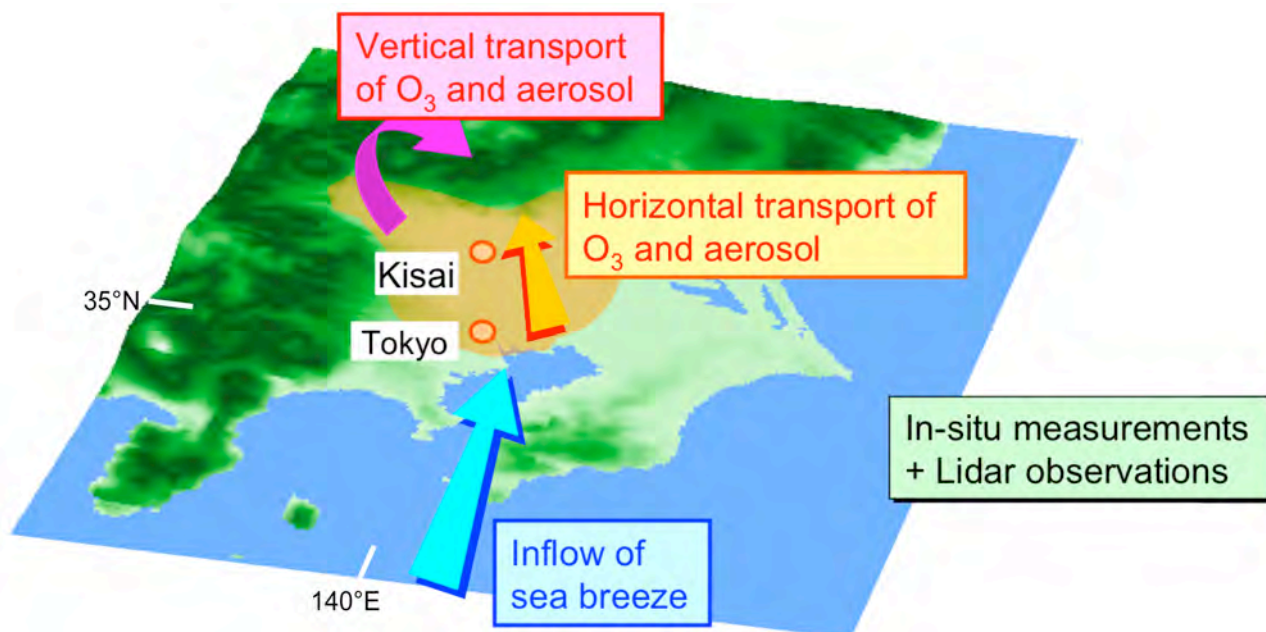 Vertical transport
of O₃ and aerosol
Horizontal transport of
O₃ and aerosol
Kisai
35°N
Tokyo
In-situ measurements
+ Lidar observations
Inflow of
sea breeze
140°E